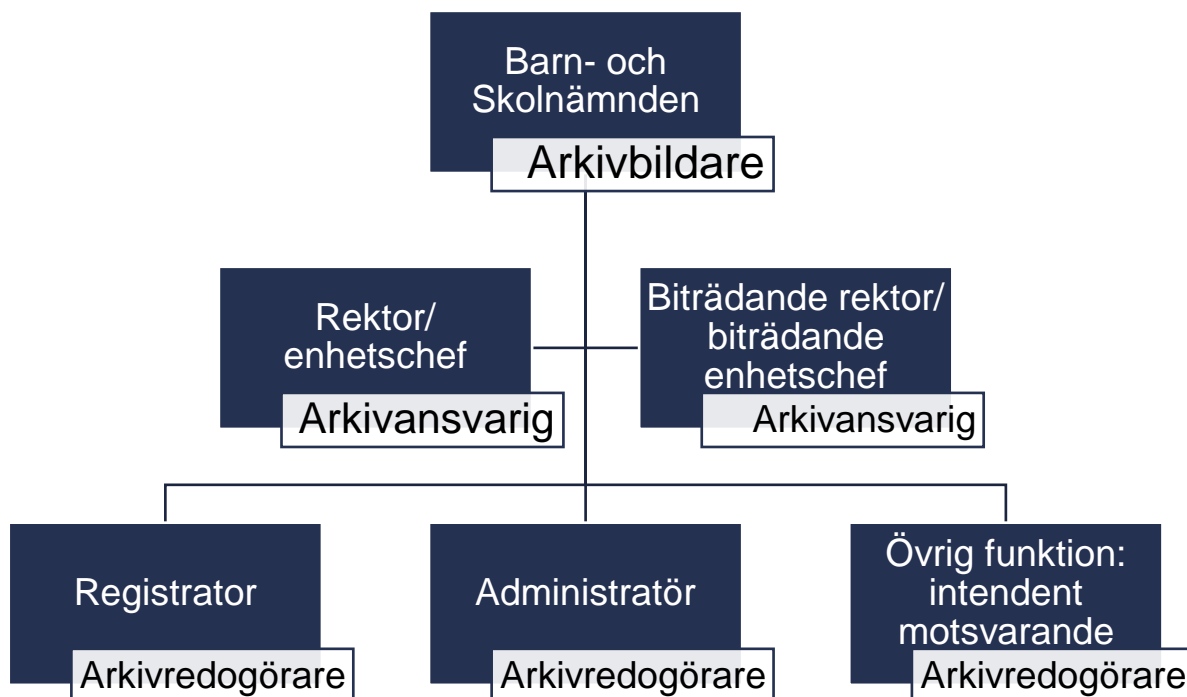 Barn- och
Skolnämnden
Arkivbildare
Rektor/
enhetschef
Arkivansvarig
Biträdande rektor/
biträdande
enhetschef
Arkivansvarig
Registrator
Arkivredogörare
Administratör
Arkivredogörare
Övrig funktion:
intendent
motsvarande
Arkivredogörare